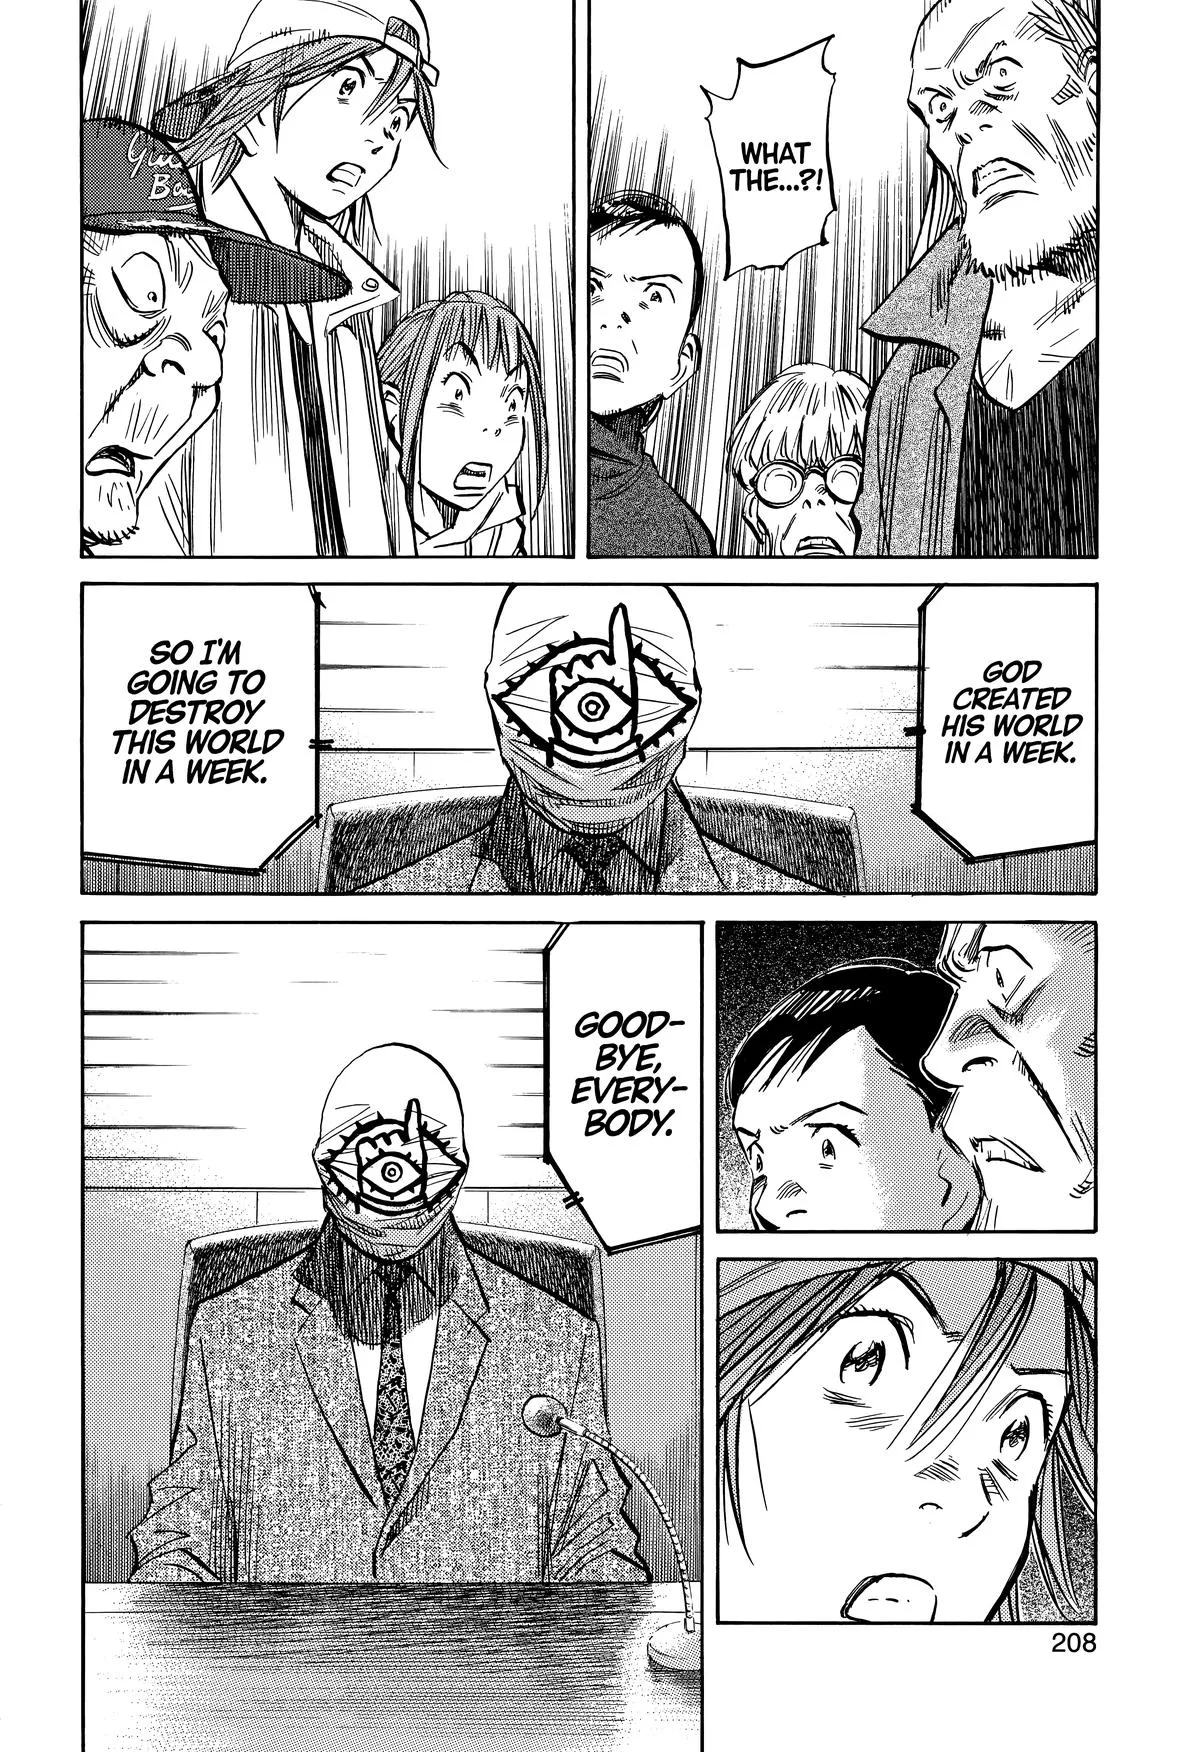 WHAT
THE...?!
GOD
CREATED
HIS WORLD
IN A WEEK.
SO I'M
GOING TO
DESTROY
THIS WORLD
IN A WEEK.
GOOD-
BYE,
EVERY-
BODY.
208